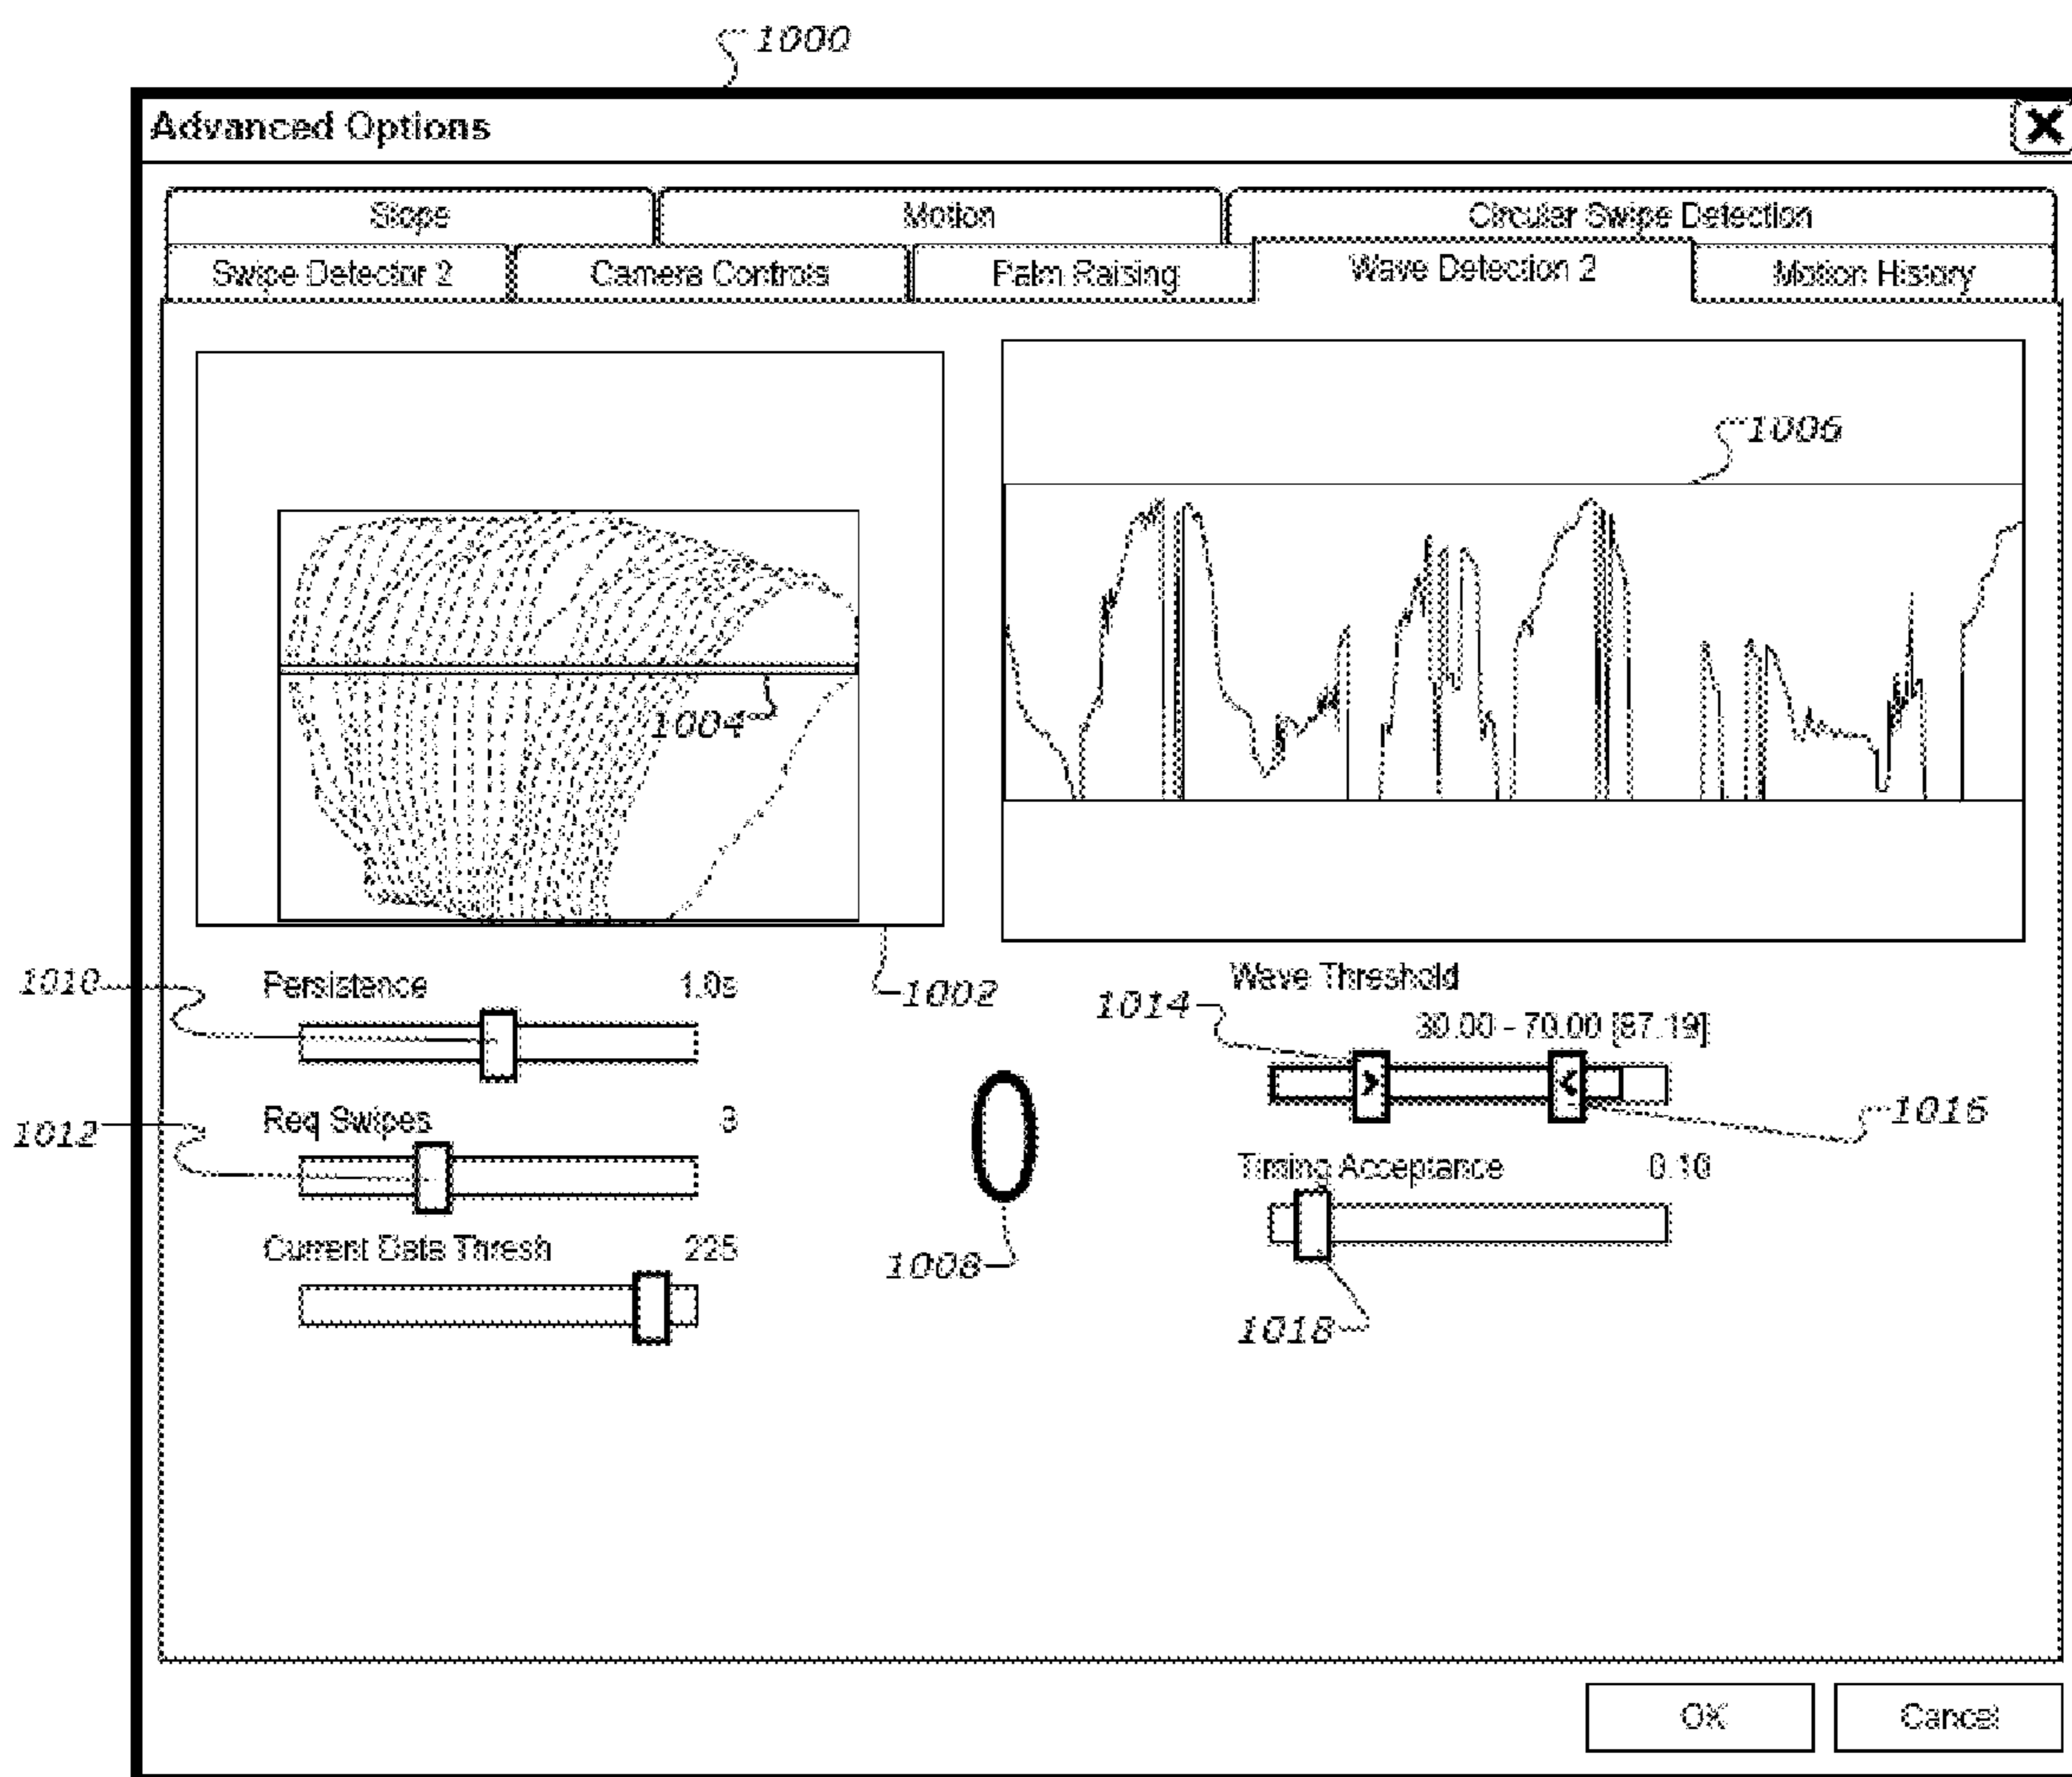 1000
Advanced Options
Slope Motion Circular Swipe Detection
Swipe Detector 2 Camera Controls Palm Raising Wave Detection 2 Motion History
1006
1004
1002
1010 Persistance 1.0s
Wave Threshold
1014 30.00 - 70.00 [87.19]
1012 Req Swipes 3
1016
Timing Acceptance 0.10
Current Data Thresh 225
1008
1018
OK Cancel